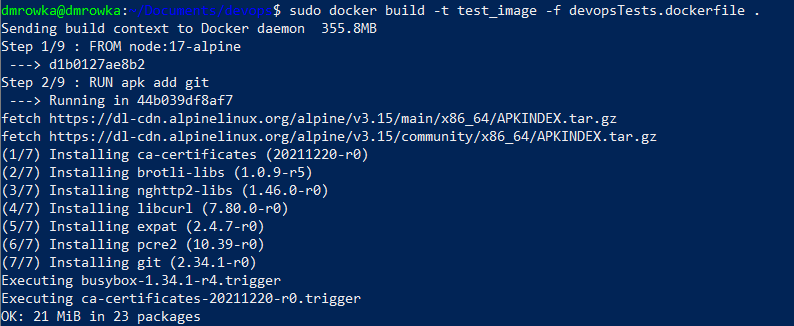 dmrowka@dmrowka:~/Documents/devops$ sudo docker build -t test_image -f devopsTests.dockerfile .
Sending build context to Docker daemon  355.8MB
Step 1/9 : FROM node:17-alpine
 ---> d1b0127ae8b2
Step 2/9 : RUN apk add git
 ---> Running in 44b039df8af7
fetch https://dl-cdn.alpinelinux.org/alpine/v3.15/main/x86_64/APKINDEX.tar.gz
fetch https://dl-cdn.alpinelinux.org/alpine/v3.15/community/x86_64/APKINDEX.tar.gz
(1/7) Installing ca-certificates (20211220-r0)
(2/7) Installing brotli-libs (1.0.9-r5)
(3/7) Installing nghttp2-libs (1.46.0-r0)
(4/7) Installing libcurl (7.80.0-r0)
(5/7) Installing expat (2.4.7-r0)
(6/7) Installing pcre2 (10.39-r0)
(7/7) Installing git (2.34.1-r0)
Executing busybox-1.34.1-r4.trigger
Executing ca-certificates-20211220-r0.trigger
OK: 21 MiB in 23 packages